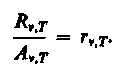 R_{ν,T} / A_{ν,T} = r_{ν,T}.